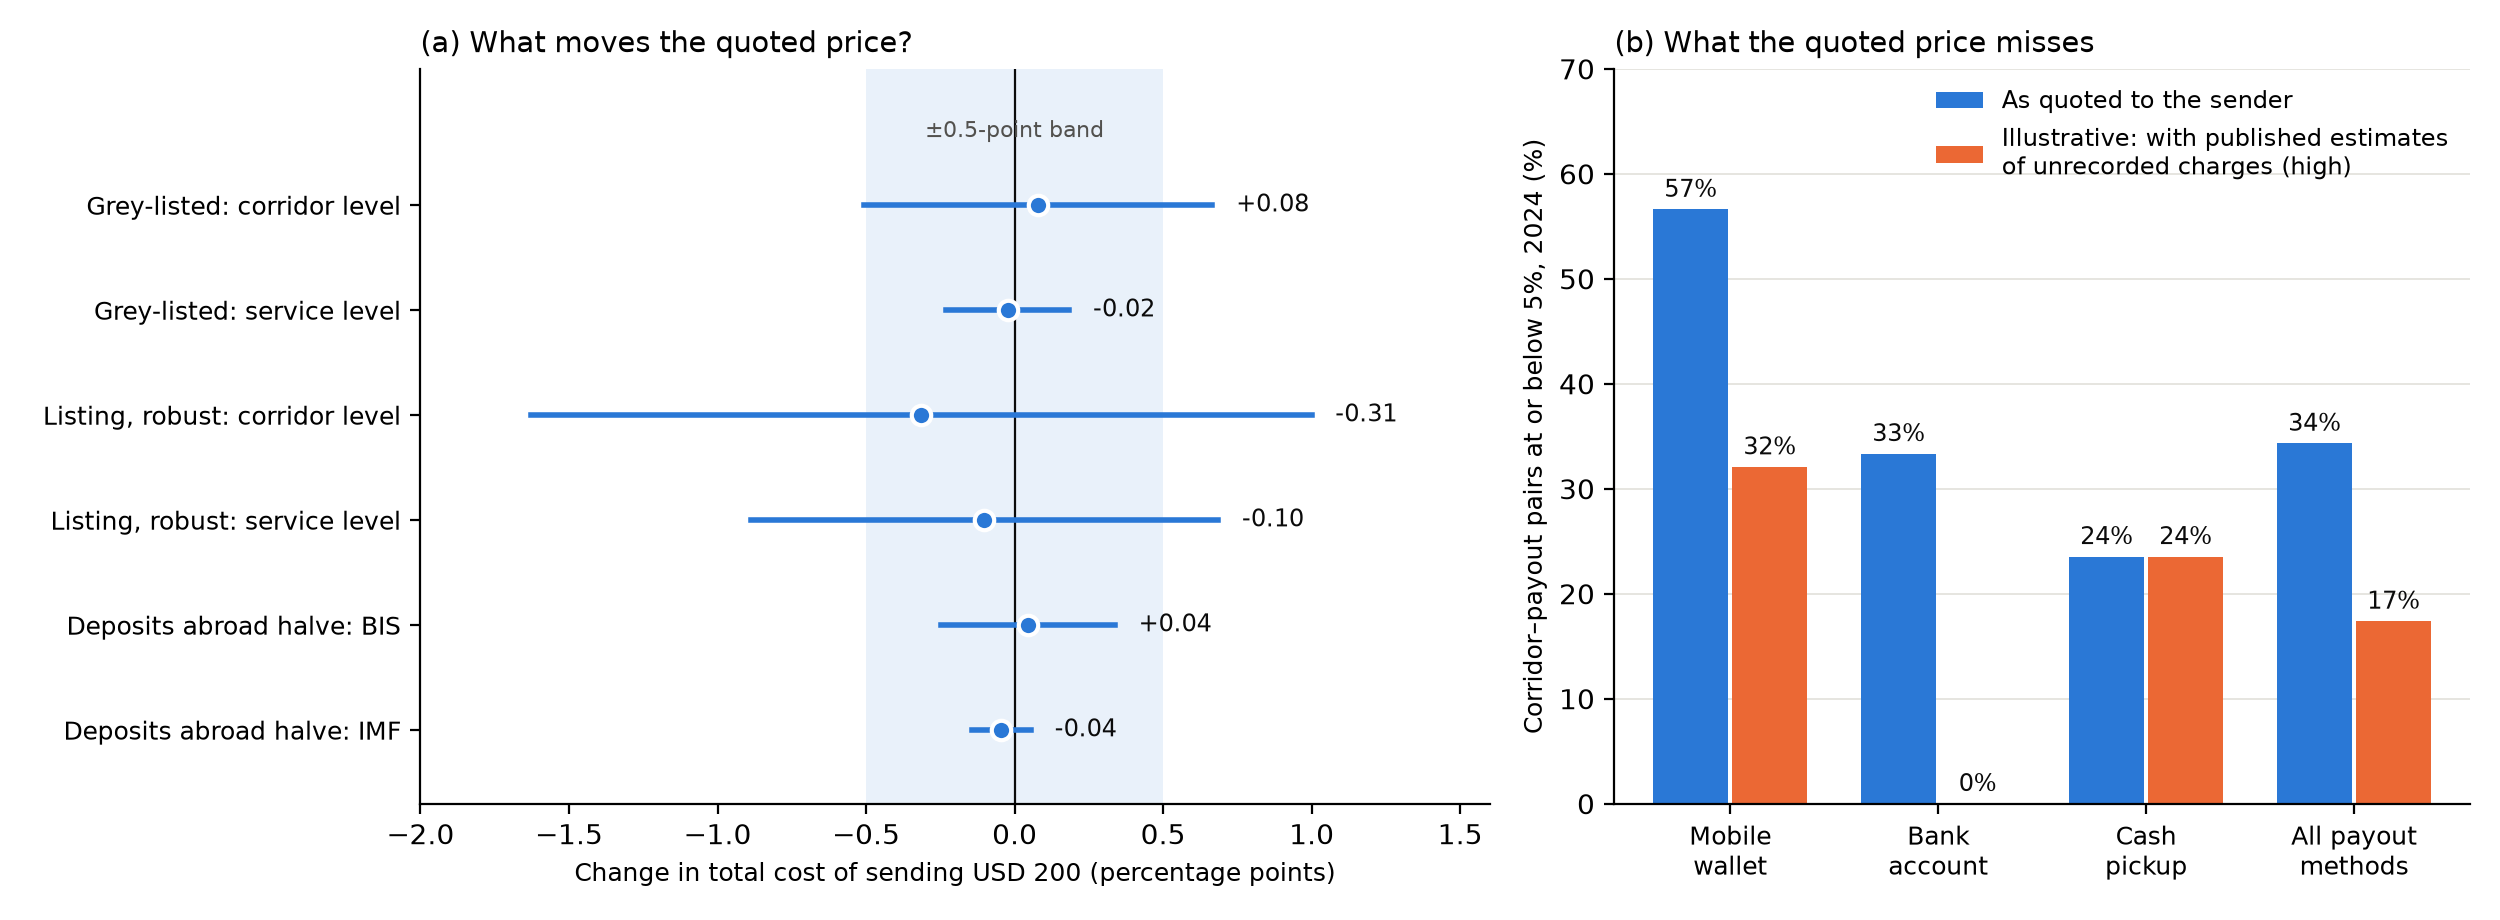 (a) What moves the quoted price?
±0.5-point band
Grey-listed: corridor level
+0.08
Grey-listed: service level
-0.02
Listing, robust: corridor level
-0.31
Listing, robust: service level
-0.10
Deposits abroad halve: BIS
+0.04
Deposits abroad halve: IMF
-0.04
−2.0 −1.5 −1.0 −0.5 0.0 0.5 1.0 1.5
Change in total cost of sending USD 200 (percentage points)
(b) What the quoted price misses
As quoted to the sender
Illustrative: with published estimates
of unrecorded charges (high)
Corridor–payout pairs at or below 5%, 2024 (%)
70
60
50
40
30
20
10
0
57%
32%
33%
0%
24%
24%
34%
17%
Mobile
wallet
Bank
account
Cash
pickup
All payout
methods